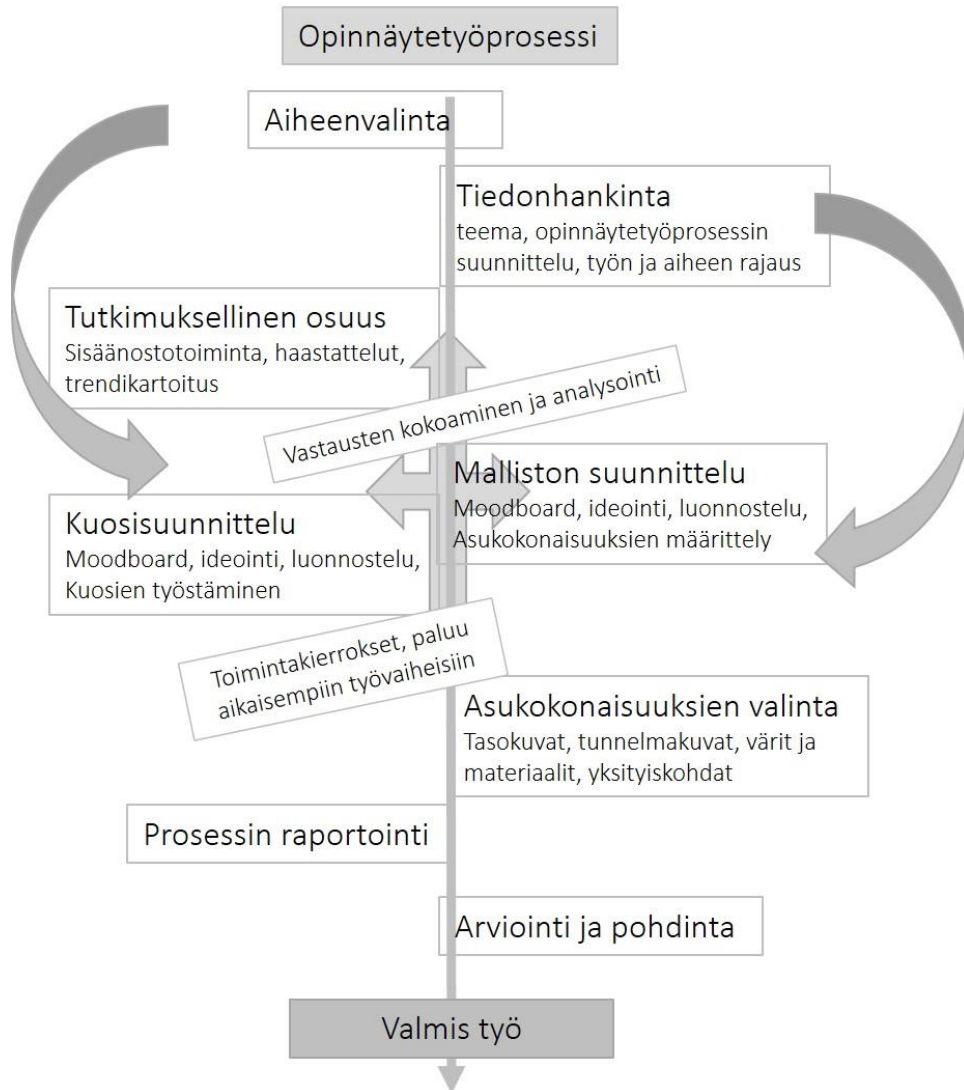 Opinnäytetyöprosessi
Aiheenvalinta
Tiedonhankinta
teema, opinnäytetyöprosessin
suunnittelu, työn ja aiheen rajaus
Tutkimuksellinen osuus
Sisäänostotoiminta, haastattelut,
trendikartoitus
Vastausten kokoaminen ja analysointi
Malliston suunnittelu
Moodboard, ideointi, luonnostelu,
Asukokonaisuuksien määrittely
Kuosisuunnittelu
Moodboard, ideointi, luonnostelu,
Kuosien työstäminen
Toimintakierrokset, paluu
aikaisempiin työvaiheisiin
Asukokonaisuuksien valinta
Tasokuvat, tunnelmakuvat, värit ja
materiaalit, yksityiskohdat
Prosessin raportointi
Arviointi ja pohdinta
Valmis työ